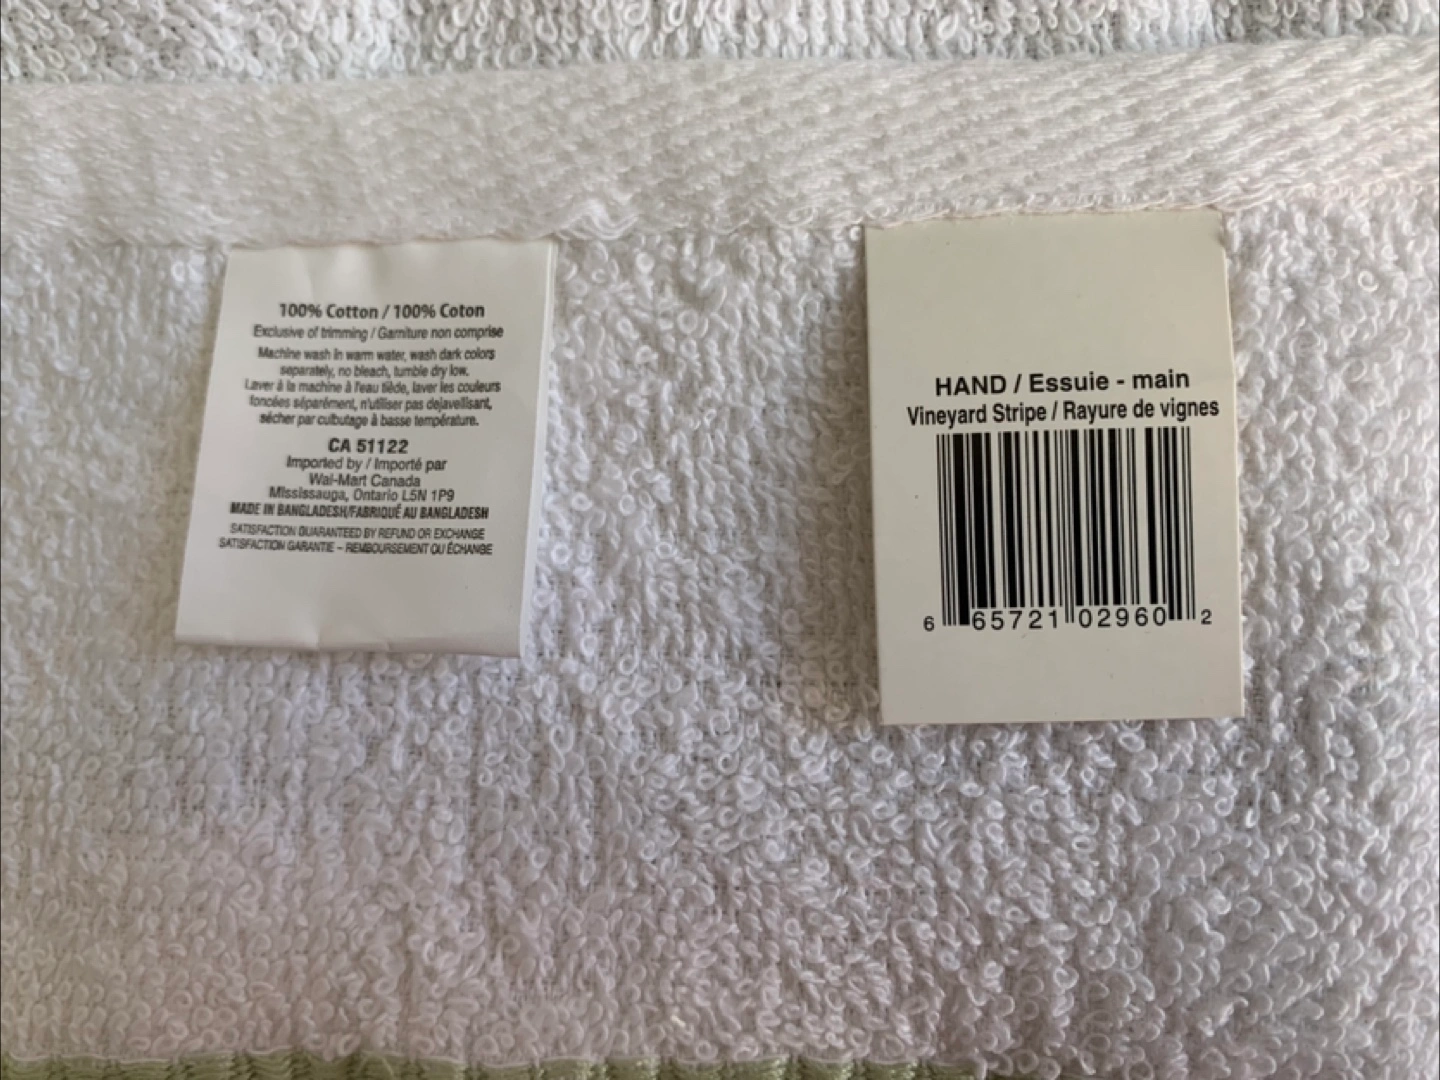 100% Cotton / 100% Coton
Exclusive of trimming / Garniture non comprise
Machine wash in warm water, wash dark colors
separately, no bleach, tumble dry low.
Laver à la machine à l'eau tiède, laver les couleurs
foncées séparément, n'utiliser pas dejavellisant,
sécher par culbutage à basse température.
CA 51122
Imported by / Importé par
Wal-Mart Canada
Mississauga, Ontario L5N 1P9
MADE IN BANGLADESH/FABRIQUÉ AU BANGLADESH
SATISFACTION GUARANTEED BY REFUND OR EXCHANGE
SATISFACTION GARANTIE – REMBOURSEMENT OU ÉCHANGE
HAND / Essuie - main
Vineyard Stripe / Rayure de vignes
6 65721 02960 2